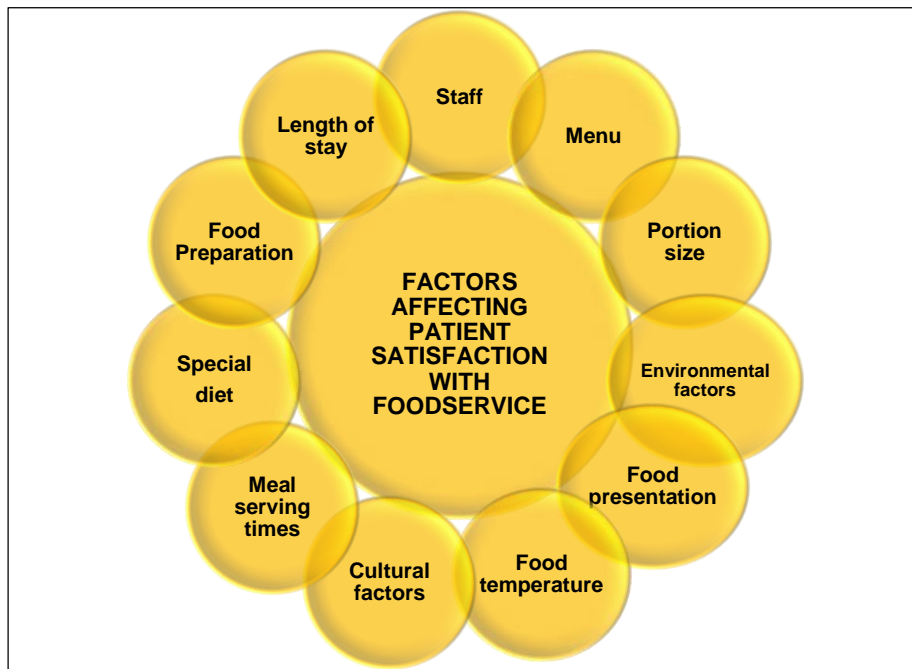 FACTORS
AFFECTING
PATIENT
SATISFACTION
WITH
FOODSERVICE
Staff
Menu
Portion
size
Environmental
factors
Food
presentation
Food
temperature
Cultural
factors
Meal
serving
times
Special
diet
Food
Preparation
Length of
stay